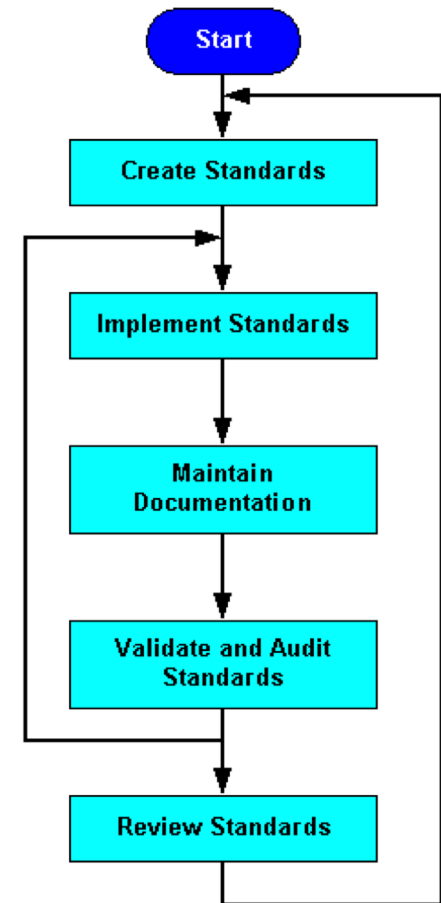 Start
Create Standards
Implement Standards
Maintain
Documentation
Validate and Audit
Standards
Review Standards